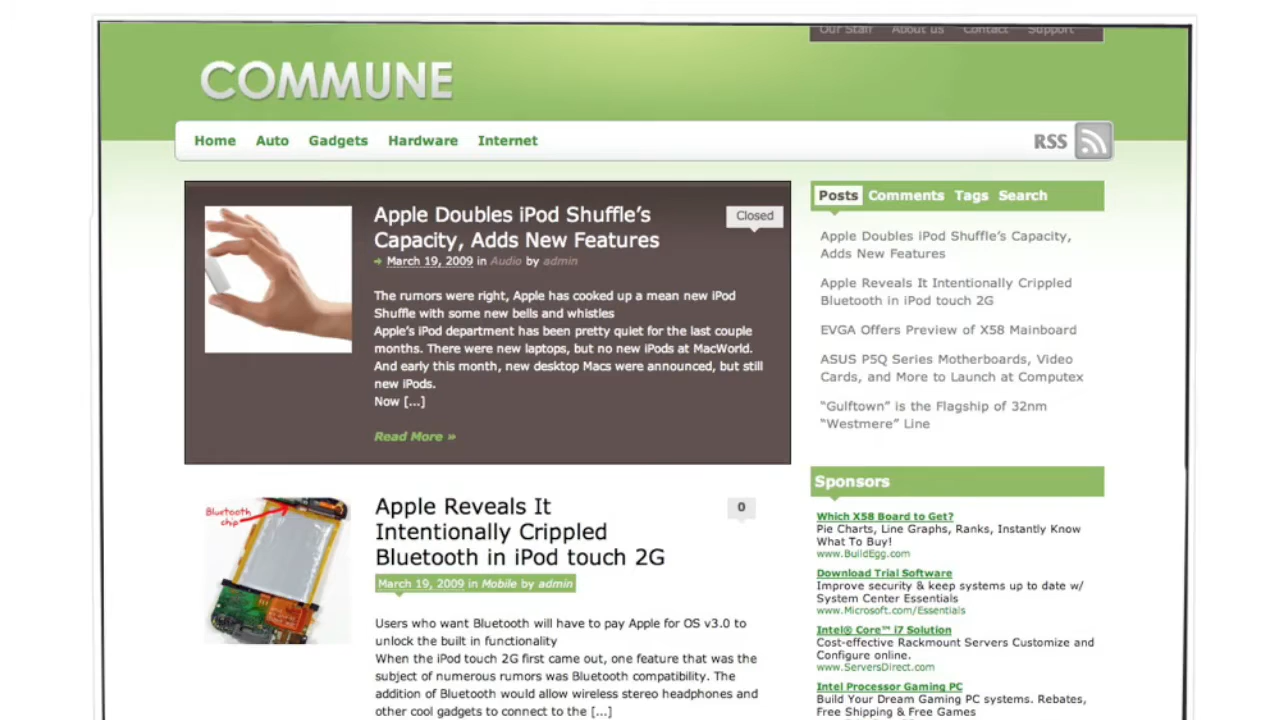 Our Staff About us Contact Support
COMMUNE
Home Auto Gadgets Hardware Internet
RSS
Apple Doubles iPod Shuffle's
Capacity, Adds New Features
Closed
March 19, 2009 in Audio by admin
The rumors were right, Apple has cooked up a mean new iPod
Shuffle with some new bells and whistles
Apple's iPod department has been pretty quiet for the last couple
months. There were new laptops, but no new iPods at MacWorld.
And early this month, new desktop Macs were announced, but still
new iPods.
Now [...]
Read More »
Bluetooth
chip
Apple Reveals It
Intentionally Crippled
Bluetooth in iPod touch 2G
0
March 19, 2009 in Mobile by admin
Users who want Bluetooth will have to pay Apple for OS v3.0 to
unlock the built in functionality
When the iPod touch 2G first came out, one feature that was the
subject of numerous rumors was Bluetooth compatibility. The
addition of Bluetooth would allow wireless stereo headphones and
other cool gadgets to connect to the [...]
Posts Comments Tags Search
Apple Doubles iPod Shuffle's Capacity,
Adds New Features
Apple Reveals It Intentionally Crippled
Bluetooth in iPod touch 2G
EVGA Offers Preview of X58 Mainboard
ASUS P5Q Series Motherboards, Video
Cards, and More to Launch at Computex
"Gulftown" is the Flagship of 32nm
"Westmere" Line
Sponsors
Which X58 Board to Get?
Pie Charts, Line Graphs, Ranks, Instantly Know
What To Buy!
www.BuildEgg.com
Download Trial Software
Improve security & keep systems up to date w/
System Center Essentials
www.Microsoft.com/Essentials
Intel® Core™ i7 Solution
Cost-effective Rackmount Servers Customize and
Configure online.
www.ServersDirect.com
Intel Processor Gaming PC
Build Your Dream Gaming PC systems. Rebates,
Free Shipping & Free Games